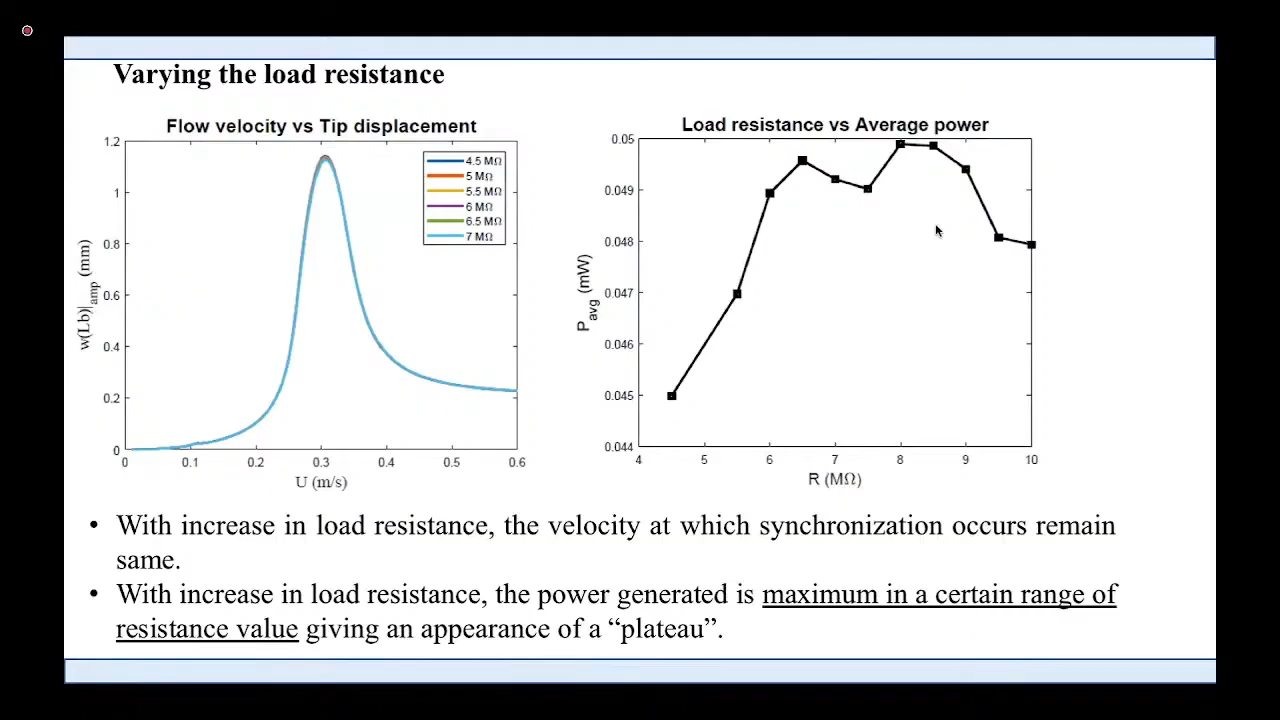 Varying the load resistance
Flow velocity vs Tip displacement
1.2
1
0.8
0.6
0.4
0.2
0
w(Lb)|amp (mm)
0 0.1 0.2 0.3 0.4 0.5 0.6
U (m/s)
4.5 MΩ
5 MΩ
5.5 MΩ
6 MΩ
6.5 MΩ
7 MΩ
Load resistance vs Average power
0.05
0.049
0.048
0.047
0.046
0.045
0.044
Pavg (mW)
4 5 6 7 8 9 10
R (MΩ)
• With increase in load resistance, the velocity at which synchronization occurs remain
same.
• With increase in load resistance, the power generated is maximum in a certain range of
resistance value giving an appearance of a “plateau”.